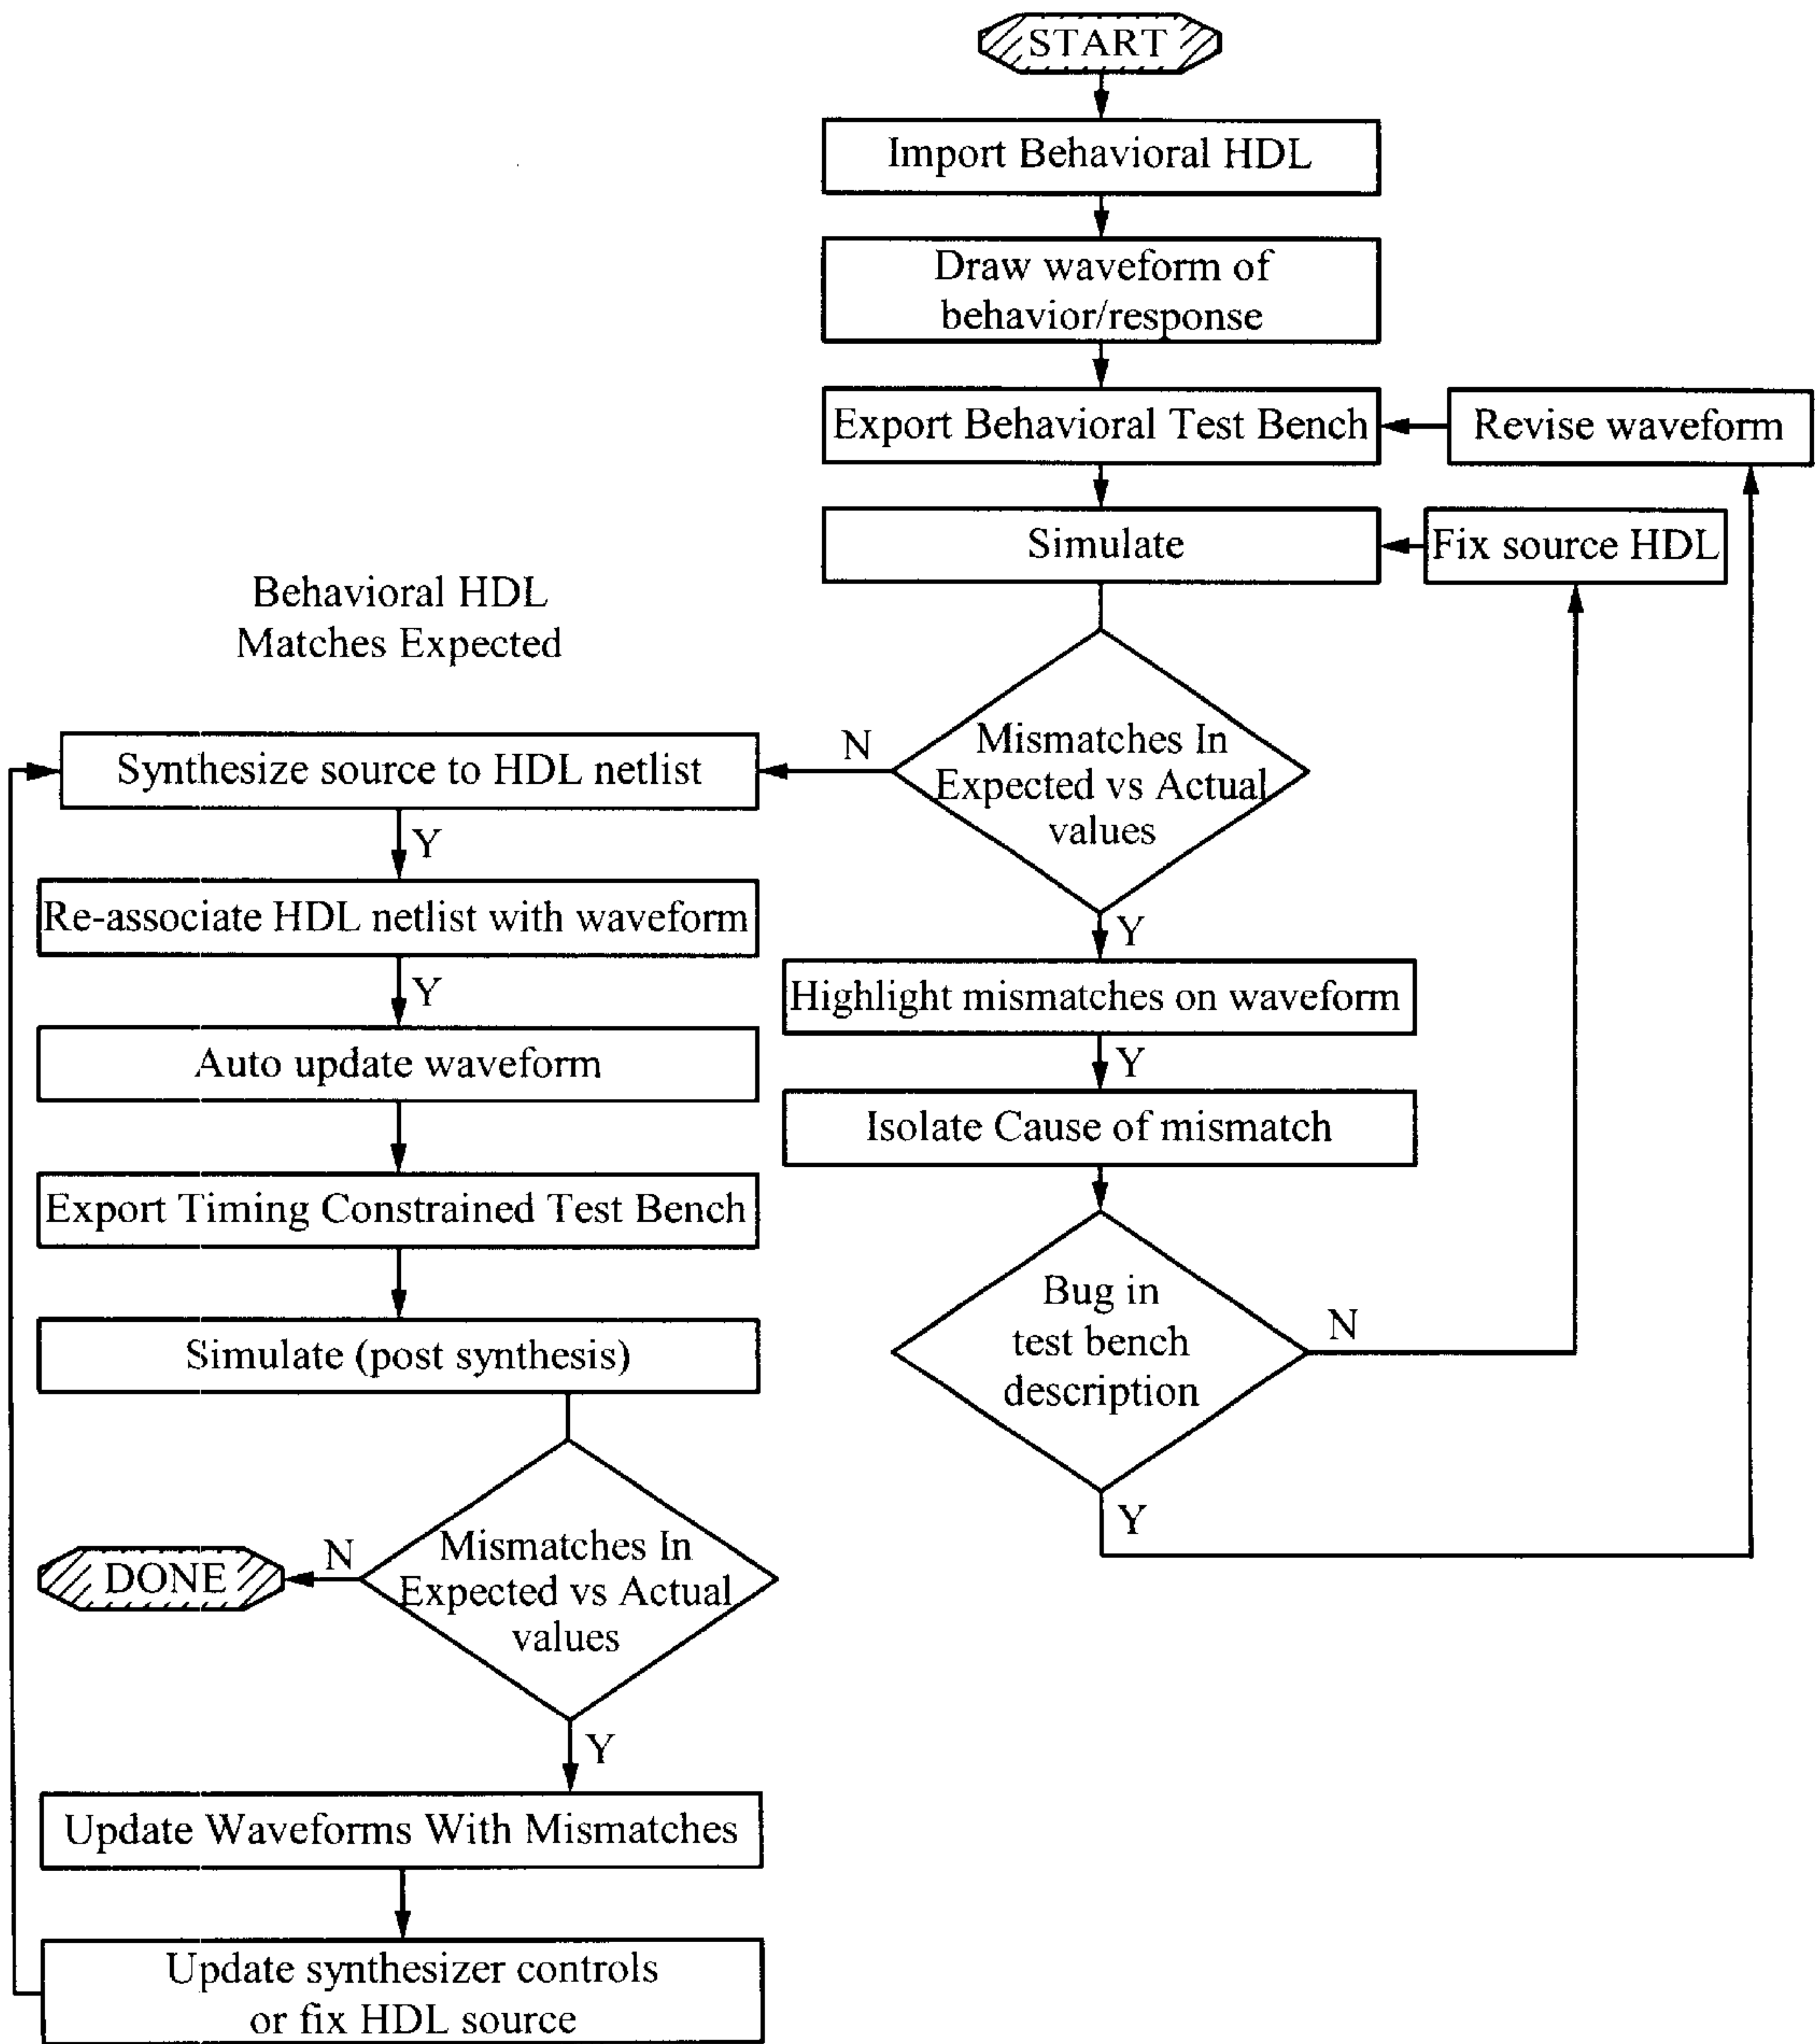 START
Import Behavioral HDL
Draw waveform of
behavior/response
Export Behavioral Test Bench
Revise waveform
Simulate
Fix source HDL
Behavioral HDL
Matches Expected
Mismatches In
Expected vs Actual
values
N
Synthesize source to HDL netlist
Y
Re-associate HDL netlist with waveform
Y
Auto update waveform
Export Timing Constrained Test Bench
Simulate (post synthesis)
Y
Highlight mismatches on waveform
Y
Isolate Cause of mismatch
Bug in
test bench
description
N
Y
Mismatches In
Expected vs Actual
values
N
DONE
Y
Update Waveforms With Mismatches
Update synthesizer controls
or fix HDL source